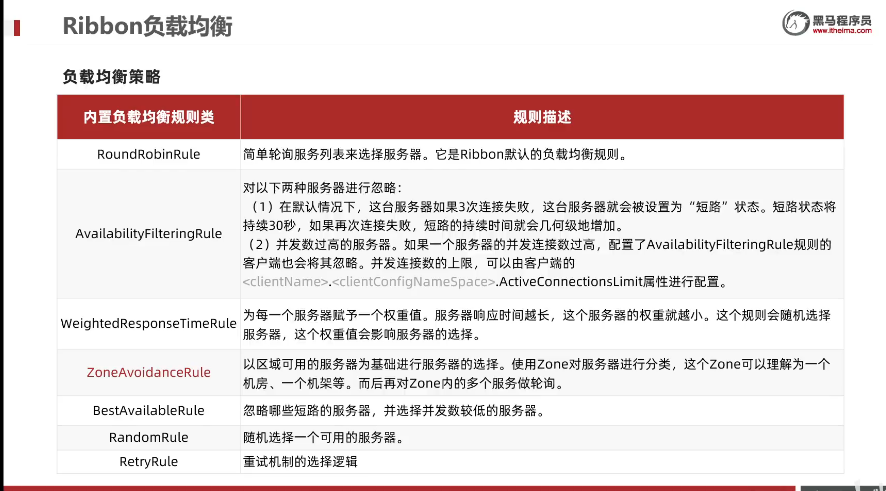 Ribbon负载均衡
黑马程序员
www.itheima.com
负载均衡策略
内置负载均衡规则类
规则描述
RoundRobinRule
简单轮询服务列表来选择服务器。它是Ribbon默认的负载均衡规则。
AvailabilityFilteringRule
对以下两种服务器进行忽略：
（1）在默认情况下，这台服务器如果3次连接失败，这台服务器就会被设置为“短路”状态。短路状态将
持续30秒，如果再次连接失败，短路的持续时间就会几何级地增加。
（2）并发数过高的服务器。如果一个服务器的并发连接数过高，配置了AvailabilityFilteringRule规则的
客户端也会将其忽略。并发连接数的上限，可以由客户端的
<clientName>.<clientConfigNameSpace>.ActiveConnectionsLimit属性进行配置。
WeightedResponseTimeRule
为每一个服务器赋予一个权重值。服务器响应时间越长，这个服务器的权重就越小。这个规则会随机选择
服务器，这个权重值会影响服务器的选择。
ZoneAvoidanceRule
以区域可用的服务器为基础进行服务器的选择。使用Zone对服务器进行分类，这个Zone可以理解为一个
机房、一个机架等。而后再对Zone内的多个服务做轮询。
BestAvailableRule
忽略哪些短路的服务器，并选择并发数较低的服务器。
RandomRule
随机选择一个可用的服务器。
RetryRule
重试机制的选择逻辑